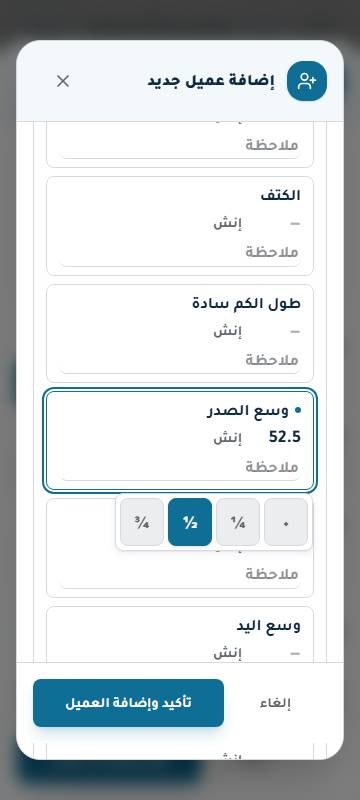 إضافة عميل جديد
ملاحظة
الكتف
— إنش
ملاحظة
طول الكم سادة
— إنش
ملاحظة
• وسع الصدر
52.5 إنش
ملاحظة
٠ ¼ ½ ¾
ملاحظة
وسع اليد
— إنش
إلغاء تأكيد وإضافة العميل
إنش